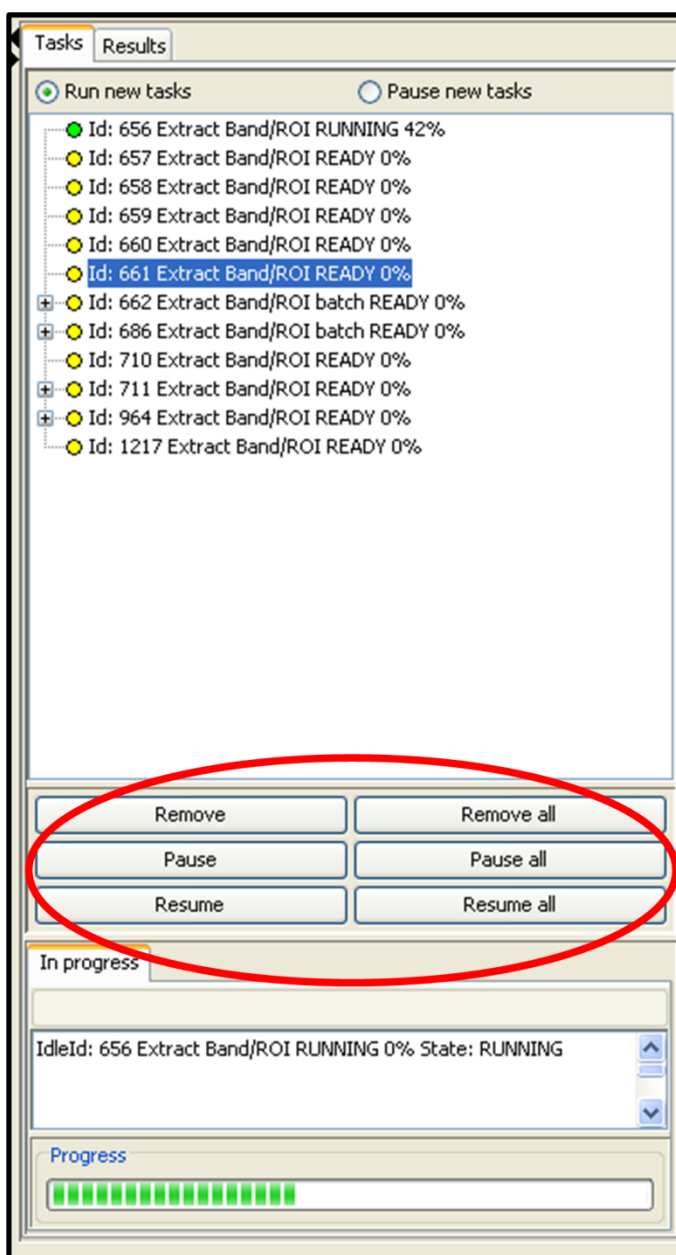 Tasks Results
Run new tasks Pause new tasks
Id: 656 Extract Band/ROI RUNNING 42%
Id: 657 Extract Band/ROI READY 0%
Id: 658 Extract Band/ROI READY 0%
Id: 659 Extract Band/ROI READY 0%
Id: 660 Extract Band/ROI READY 0%
Id: 661 Extract Band/ROI READY 0%
Id: 662 Extract Band/ROI batch READY 0%
Id: 686 Extract Band/ROI batch READY 0%
Id: 710 Extract Band/ROI READY 0%
Id: 711 Extract Band/ROI READY 0%
Id: 964 Extract Band/ROI READY 0%
Id: 1217 Extract Band/ROI READY 0%
Remove Remove all
Pause Pause all
Resume Resume all
In progress
IdleId: 656 Extract Band/ROI RUNNING 0% State: RUNNING
Progress